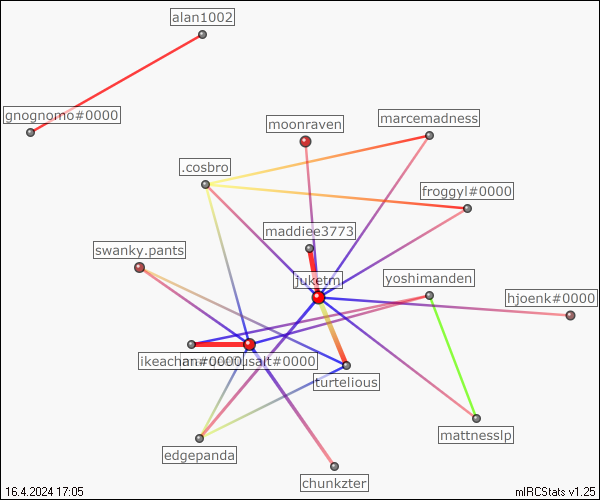 alan1002
gnognomo#0000
moonraven
marcemadness
.cosbro
froggyl#0000
maddiee3773
swanky.pants
juketm
yoshimanden
hjoenk#0000
ikeachan#0000
usalt#0000
turtelious
mattnesslp
edgepanda
chunkzter
16.4.2024 17:05
mIRCStats v1.25